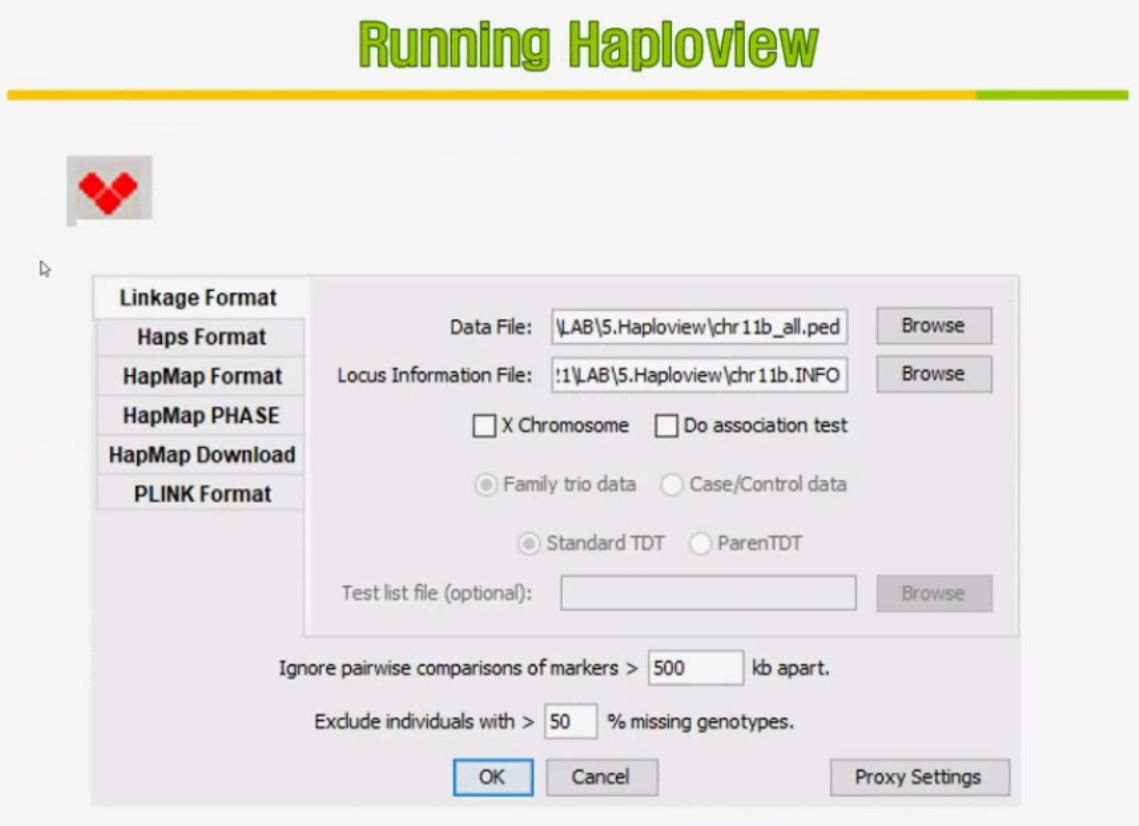 Running Haploview
Linkage Format
Haps Format
HapMap Format
HapMap PHASE
HapMap Download
PLINK Format
Data File: \LAB\5.Haploview\chr11b_all.ped Browse
Locus Information File: !1\LAB\5.Haploview\chr11b.INFO Browse
X Chromosome Do association test
Family trio data Case/Control data
Standard TDT ParenTDT
Test list file (optional): Browse
Ignore pairwise comparisons of markers > 500 kb apart.
Exclude individuals with > 50 % missing genotypes.
OK Cancel Proxy Settings